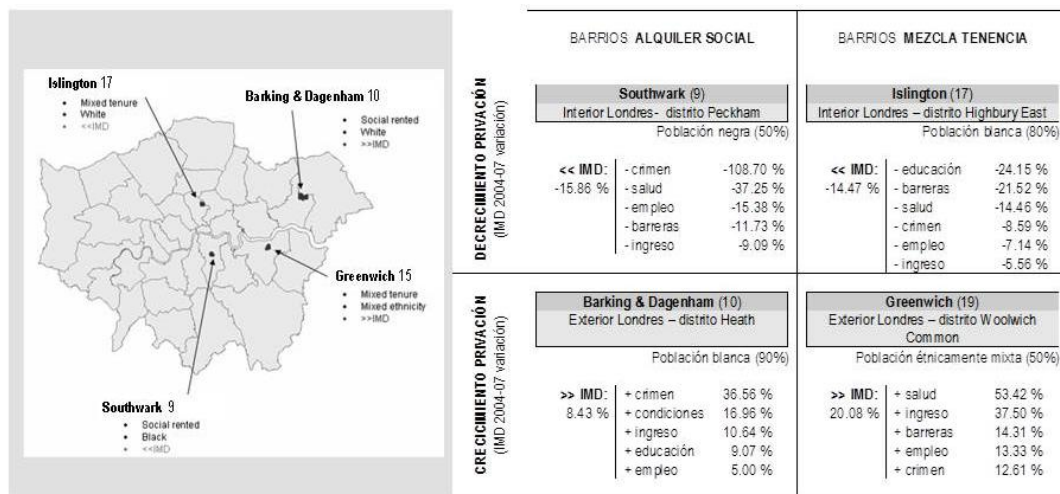 Islington 17
• Mixed tenure
• White
• <<IMD
Barking & Dagenham 10
• Social rented
• White
• >>IMD
Greenwich 15
• Mixed tenure
• Mixed ethnicity
• >>IMD
Southwark 9
• Social rented
• Black
• <<IMD
BARRIOS ALQUILER SOCIAL
BARRIOS MEZCLA TENENCIA
DECRECIMIENTO PRIVACIÓN
(IMD 2004-07 variación)
Southwark (9)
Interior Londres- distrito Peckham
Población negra (50%)
<< IMD: - crimen -108.70 %
-15.86 % - salud -37.25 %
- empleo -15.38 %
- barreras -11.73 %
- ingreso -9.09 %
Islington (17)
Interior Londres – distrito Highbury East
Población blanca (80%)
<< IMD: - educación -24.15 %
-14.47 % - barreras -21.52 %
- salud -14.46 %
- crimen -8.59 %
- empleo -7.14 %
- ingreso -5.56 %
CRECIMIENTO PRIVACIÓN
(IMD 2004-07 variación)
Barking & Dagenham (10)
Exterior Londres – distrito Heath
Población blanca (90%)
>> IMD: + crimen 36.56 %
8.43 % + condiciones 16.96 %
+ ingreso 10.64 %
+ educación 9.07 %
+ empleo 5.00 %
Greenwich (19)
Exterior Londres – distrito Woolwich
Common
Población étnicamente mixta (50%)
>> IMD: + salud 53.42 %
20.08 % + ingreso 37.50 %
+ barreras 14.31 %
+ empleo 13.33 %
+ crimen 12.61 %